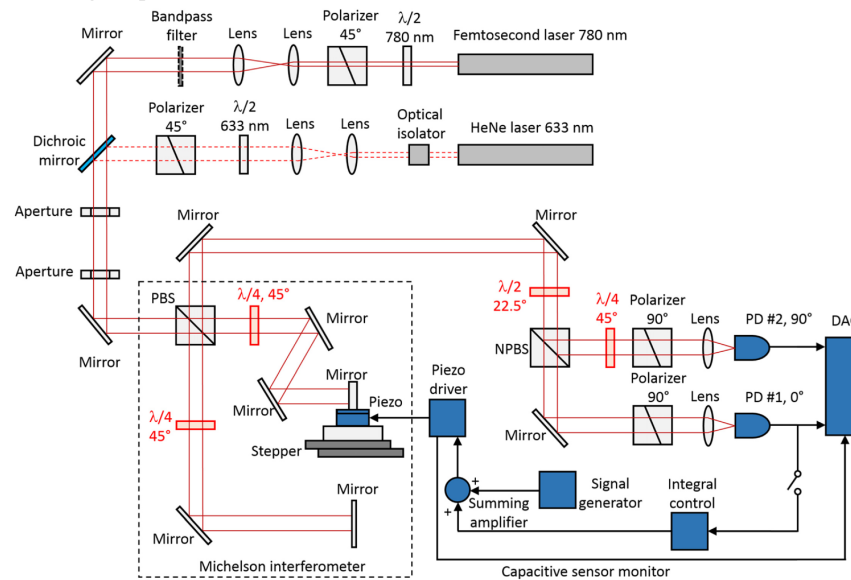 Mirror
Bandpass
filter
Lens
Lens
Polarizer
45°
λ/2
780 nm
Femtosecond laser 780 nm
Dichroic
mirror
Polarizer
45°
λ/2
633 nm
Lens
Lens
Optical
isolator
HeNe laser 633 nm
Aperture
Aperture
Mirror
Mirror
Mirror
PBS
λ/4, 45°
Mirror
Mirror
Mirror
Piezo
Stepper
λ/4
45°
Mirror
Mirror
Michelson interferometer
λ/2
22.5°
NPBS
λ/4
45°
Polarizer
90°
Lens
PD #2, 90°
Polarizer
90°
Lens
PD #1, 0°
Mirror
Piezo
driver
+
+
Summing
amplifier
Signal
generator
Integral
control
Capacitive sensor monitor